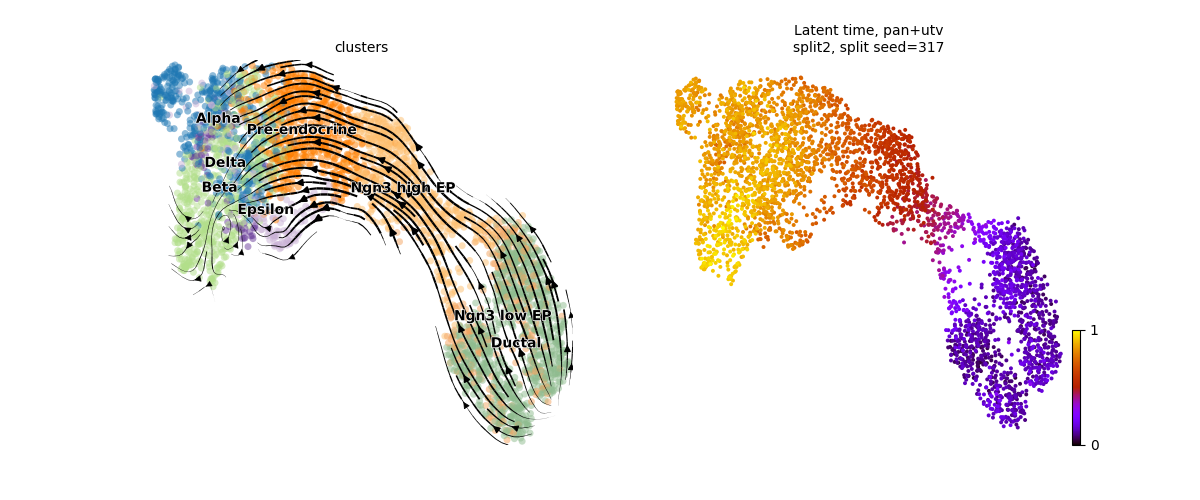 clusters
Alpha
Pre-endocrine
Delta
Beta
Ngn3 high EP
Epsilon
Ngn3 low EP
Ductal
Latent time, pan+utv
split2, split seed=317
1
0